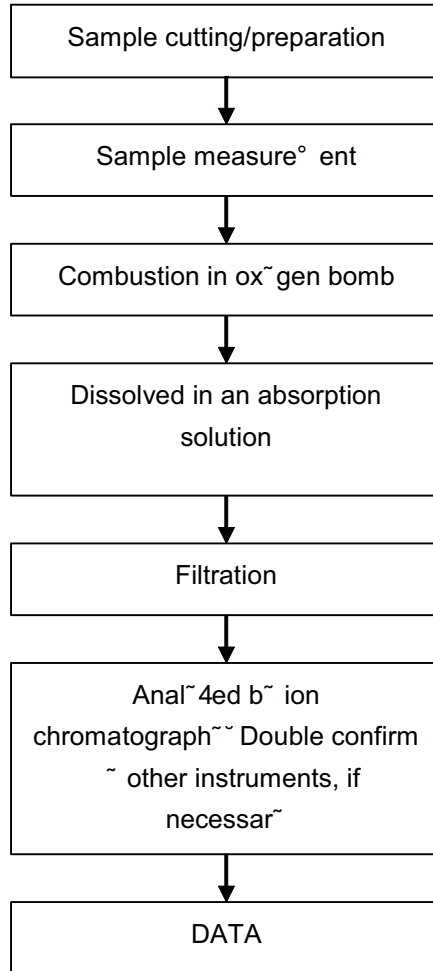 Sample cutting/preparation
Sample measure° ent
Combustion in ox˜gen bomb
Dissolved in an absorption
solution
Filtration
Anal˜4ed b˜ ion
chromatograph˜˘ Double confirm
˜ other instruments, if
necessar˜
DATA